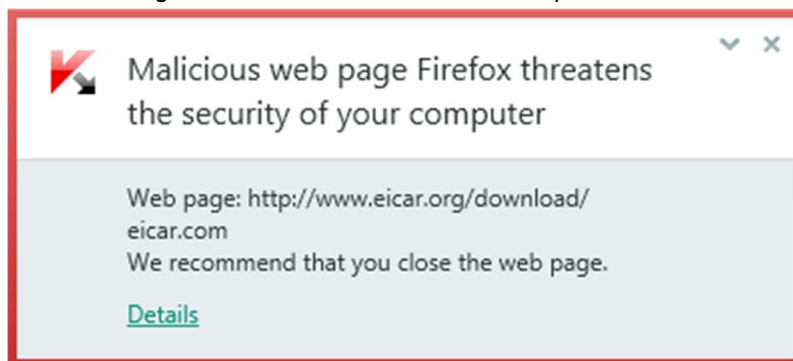 Malicious web page Firefox threatens
the security of your computer
Web page: http://www.eicar.org/download/
eicar.com
We recommend that you close the web page.
Details